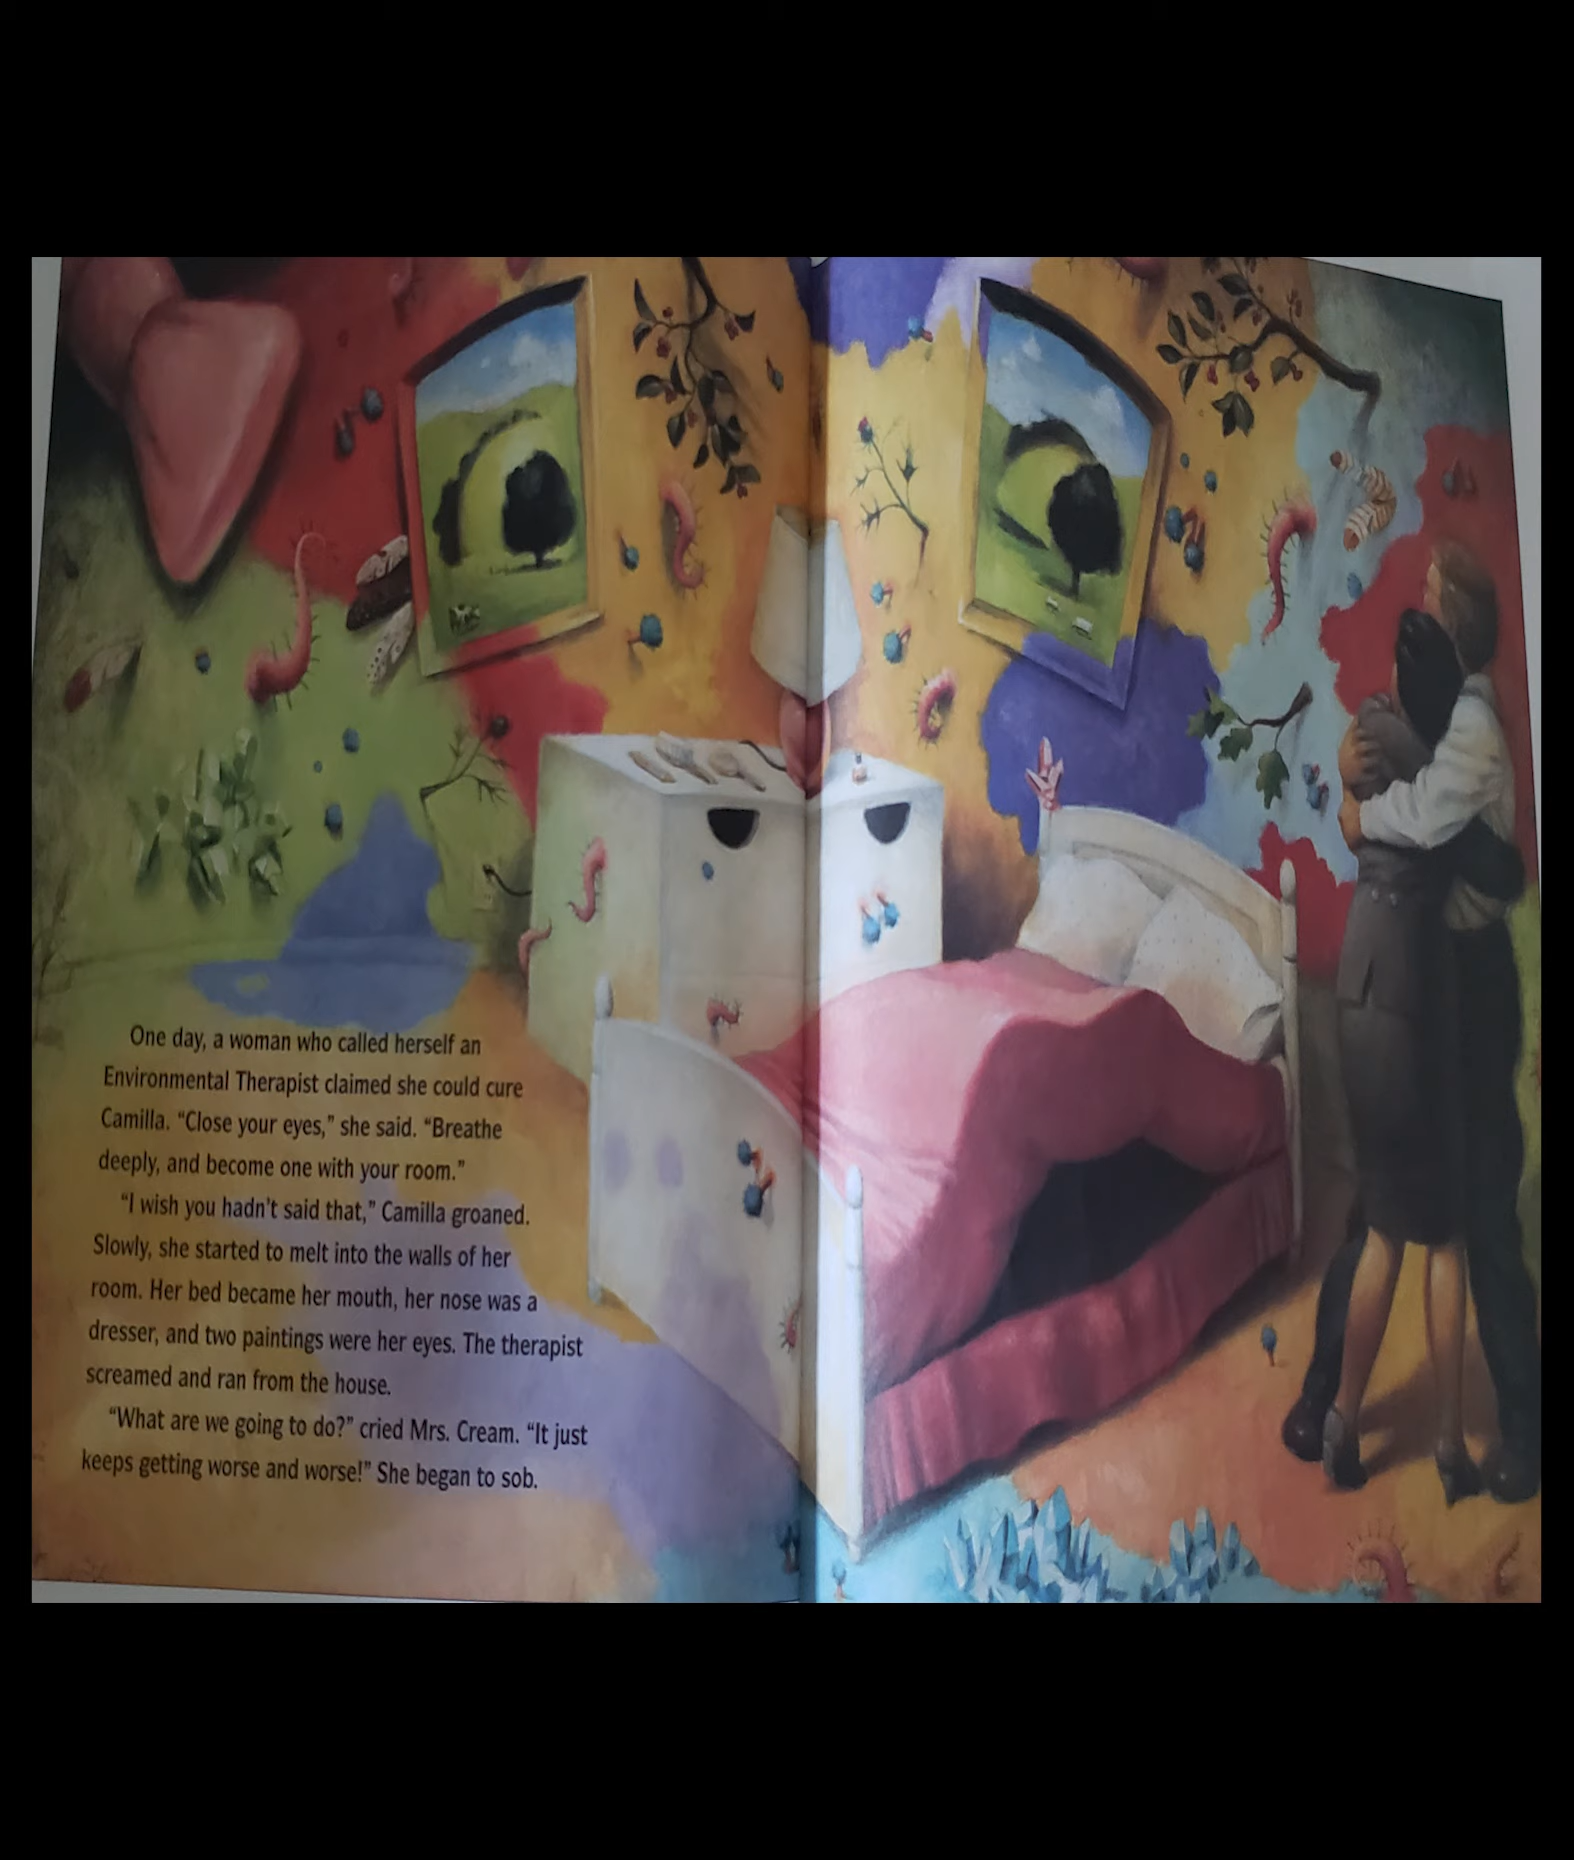 One day, a woman who called herself an
Environmental Therapist claimed she could cure
Camilla. “Close your eyes,” she said. “Breathe
deeply, and become one with your room.”
“I wish you hadn’t said that,” Camilla groaned.
Slowly, she started to melt into the walls of her
room. Her bed became her mouth, her nose was a
dresser, and two paintings were her eyes. The therapist
screamed and ran from the house.
“What are we going to do?” cried Mrs. Cream. “It just
keeps getting worse and worse!” She began to sob.